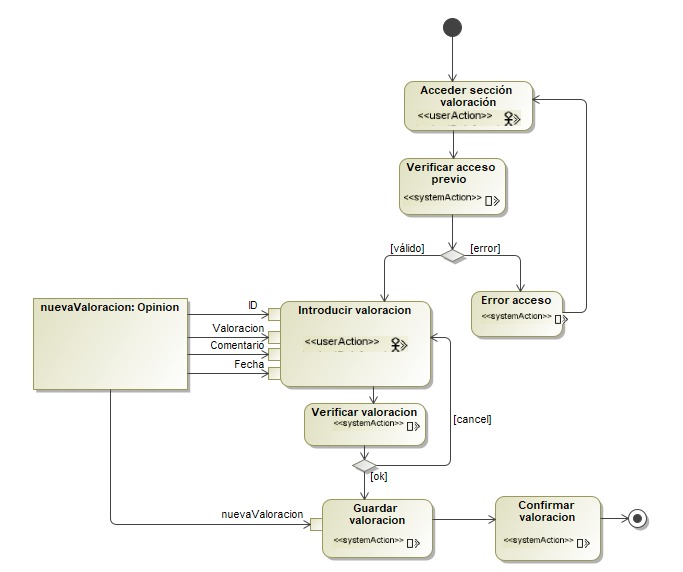 Acceder sección
valoración
<<userAction>>
Verificar acceso
previo
<<systemAction>>
[válido]
[error]
Error acceso
<<systemAction>>
nuevaValoracion: Opinion
ID
Valoracion
Comentario
Fecha
Introducir valoracion
<<userAction>>
Verificar valoracion
<<systemAction>>
[cancel]
[ok]
nuevaValoracion
Guardar
valoracion
<<systemAction>>
Confirmar
valoracion
<<systemAction>>